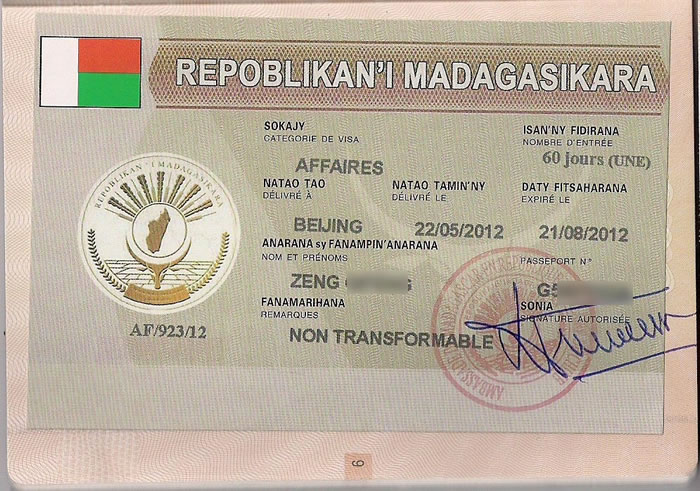 REPOBLIKAN'I MADAGASIKARA
SOKAJY
CATEGORIE DE VISA
AFFAIRES
ISAN'NY FIDIRANA
NOMBRE D'ENTRÉE
60 jours (UNE)
NATAO TAO
DÉLIVRÉ À
BEIJING
NATAO TAMIN'NY
DÉLIVRÉ LE
22/05/2012
DATY FITSAHARANA
EXPIRÉ LE
21/08/2012
REPOBLIKAN'I MADAGASIKARA
ANARANA sy FANAMPIN'ANARANA
NOM ET PRÉNOMS
ZENG
PASSEPORT N°
G5
FANAMARIHANA
REMARQUES
NON TRANSFORMABLE
SONIA
SIGNATURE AUTORISÉE
AF/923/12
6